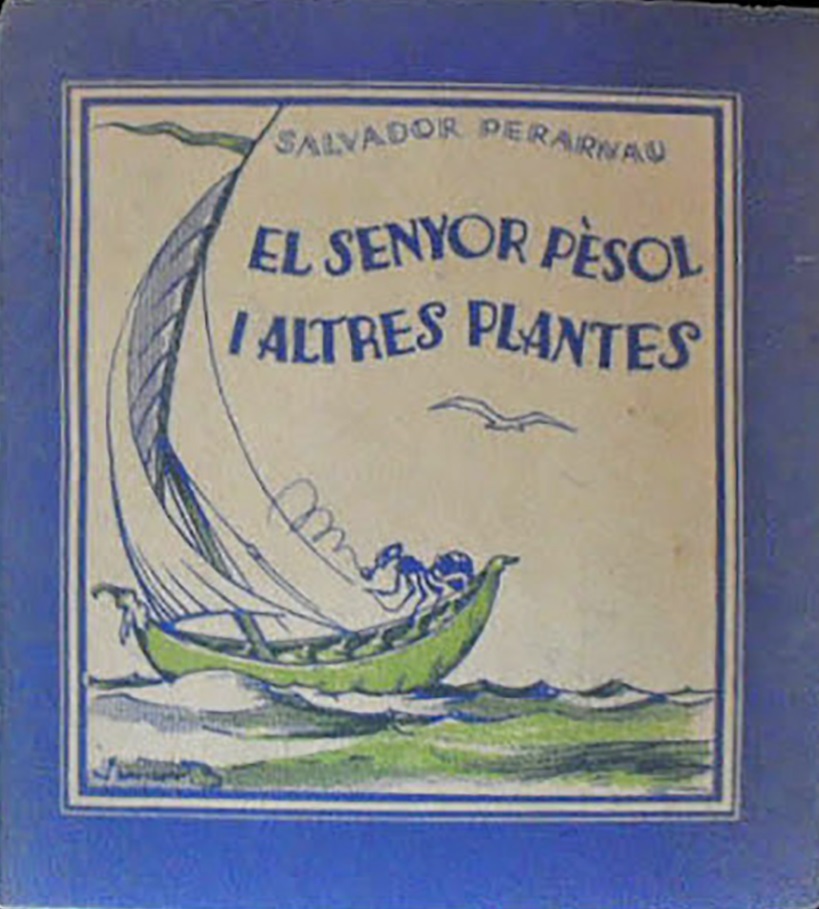 SALVADOR PERARNAU
EL SENYOR PÈSOL
I ALTRES PLANTES